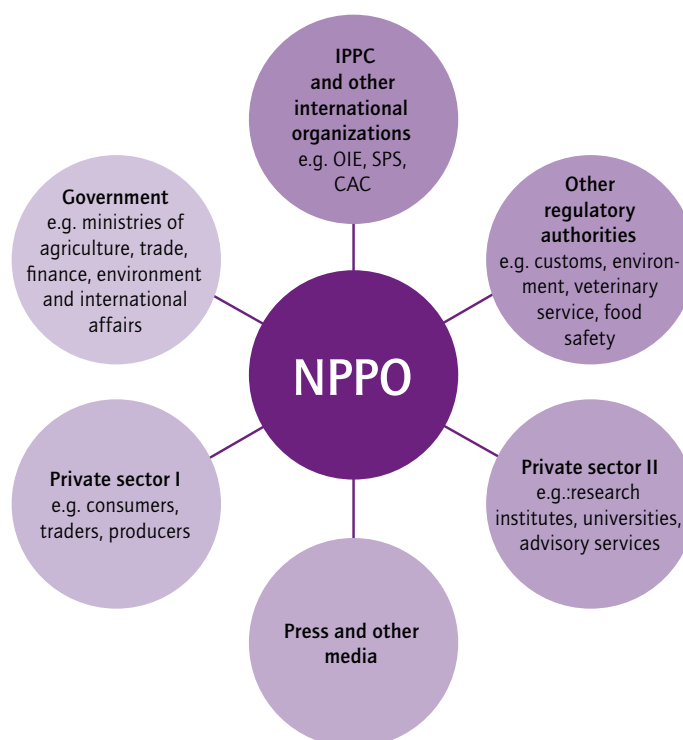 IPPC
and other
international
organizations
e.g. OIE, SPS,
CAC
Government
e.g. ministries of
agriculture, trade,
finance, environment
and international
affairs
Other
regulatory
authorities
e.g. customs, environ-
ment, veterinary
service, food
safety
NPPO
Private sector I
e.g. consumers,
traders, producers
Private sector II
e.g.:research
institutes, universities,
advisory services
Press and other
media